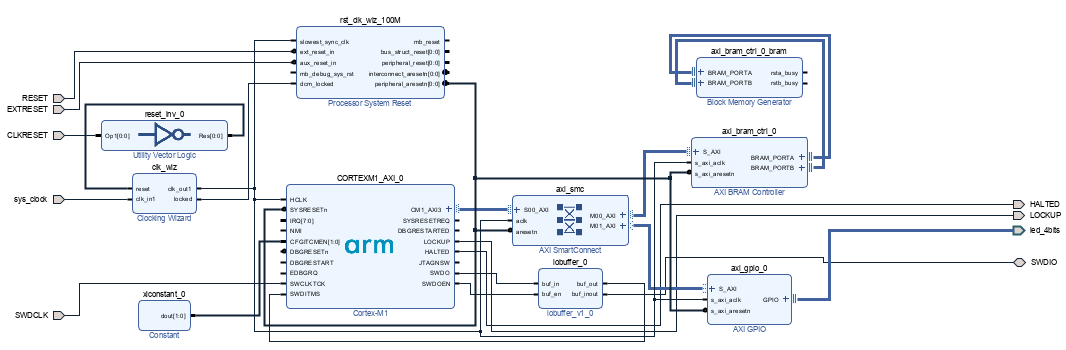 rst_clk_wiz_100M
slowest_sync_clk
ext_reset_in
aux_reset_in
mb_debug_sys_rst
dcm_locked
mb_reset
bus_struct_reset[0:0]
peripheral_reset[0:0]
interconnect_aresetn[0:0]
peripheral_aresetn[0:0]
Processor System Reset
axi_bram_ctrl_0_bram
BRAM_PORTA
BRAM_PORTB
rsta_busy
rstb_busy
Block Memory Generator
RESET
EXTRESET
CLKRESET
sys_clock
SWDCLK
reset_inv_0
Op1[0:0]
Res[0:0]
Utility Vector Logic
clk_wiz
reset
clk_in1
clk_out1
locked
Clocking Wizard
xlconstant_0
dout[1:0]
Constant
CORTEXM1_AXI_0
HCLK
SYSRESETn
IRQ[7:0]
NMI
CFGITCMEN[1:0]
DBGRESETn
DBGRESTART
EDBGRQ
SWCLKTCK
SWDITMS
arm
CM1_AXI3
SYSRESETREQ
DBGRESTARTED
LOCKUP
HALTED
JTAGNSW
SWDO
SWDOEN
Cortex-M1
axi_smc
S00_AXI
aclk
aresetn
M00_AXI
M01_AXI
AXI SmartConnect
iobuffer_0
buf_in
buf_en
buf_out
buf_inout
iobuffer_v1_0
axi_bram_ctrl_0
S_AXI
s_axi_aclk
s_axi_aresetn
BRAM_PORTA
BRAM_PORTB
AXI BRAM Controller
axi_gpio_0
S_AXI
s_axi_aclk
s_axi_aresetn
GPIO
AXI GPIO
HALTED
LOCKUP
led_4bits
SWDIO